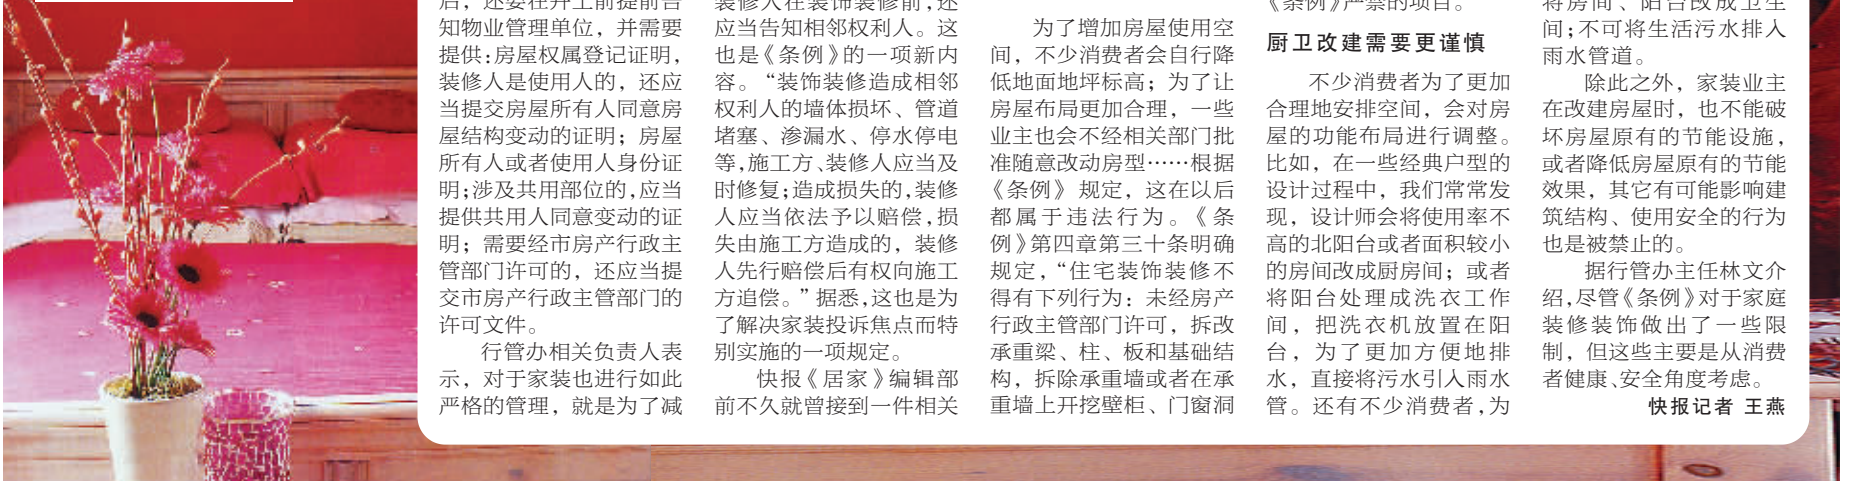 后，还要在开工前提前告
知物业管理单位，并需要
提供：房屋权属登记证明，
装修人是使用人的，还应
当提交房屋所有人同意房
屋结构变动的证明；房屋
所有人或者使用人身份证
明；涉及共用部位的，应当
提供共用人同意变动的证
明；需要经市房产行政主
管部门许可的，还应当提
交市房产行政主管部门的
许可文件。
行管办相关负责人表
示，对于家装也进行如此
严格的管理，就是为了减
装修人在装饰装修前，还
应当告知相邻权利人。这
也是《条例》的一项新内
容。“装饰装修造成相邻
权利人的墙体损坏、管道
堵塞、渗漏水、停水停电
等，施工方、装修人应当及
时修复；造成损失的，装修
人应当依法予以赔偿，损
失由施工方造成的，装修
人先行赔偿后有权向施工
方追偿。”据悉，这也是为
了解决家装投诉焦点而特
别实施的一项规定。
快报《居家》编辑部
前不久就曾接到一件相关
为了增加房屋使用空
间，不少消费者会自行降
低地面地坪标高；为了让
房屋布局更加合理，一些
业主也会不经相关部门批
准随意改动房型……根据
《条例》规定，这在以后
都属于违法行为。《条
例》第四章第三十条明确
规定，“住宅装饰装修不
得有下列行为：未经房产
行政主管部门许可，拆改
承重梁、柱、板和基础结
构，拆除承重墙或者在承
重墙上开挖壁柜、门窗洞
《条例》严禁的项目。
厨卫改建需要更谨慎
不少消费者为了更加
合理地安排空间，会对房
屋的功能布局进行调整。
比如，在一些经典户型的
设计过程中，我们常常发
现，设计师会将使用率不
高的北阳台或者面积较小
的房间改成厨房间；或者
将阳台处理成洗衣工作
间，把洗衣机放置在阳
台，为了更加方便地排
水，直接将污水引入雨水
管。还有不少消费者，为
将房间、阳台改成卫生
间；不可将生活污水排入
雨水管道。
除此之外，家装业主
在改建房屋时，也不能破
坏房屋原有的节能设施，
或者降低房屋原有的节能
效果，其它有可能影响建
筑结构、使用安全的行为
也是被禁止的。
据行管办主任林文介
绍，尽管《条例》对于家庭
装修装饰做出了一些限
制，但这些主要是从消费
者健康、安全角度考虑。
快报记者 王燕